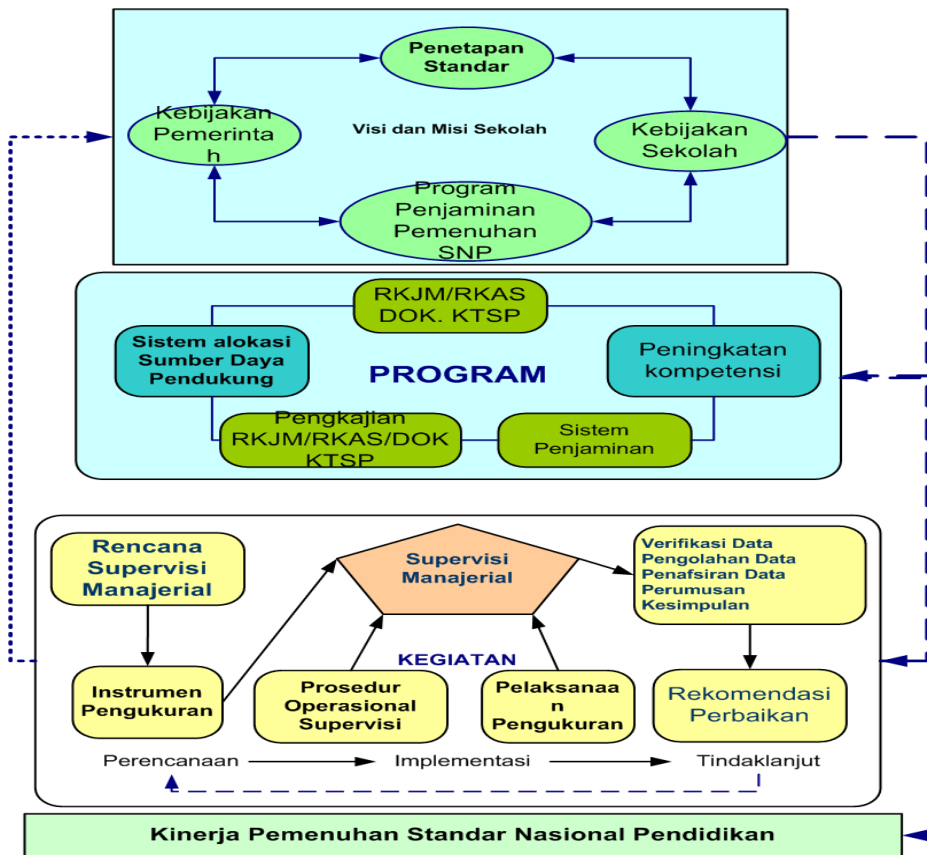 Penetapan
Standar
Kebijakan
Pemerinta
h
Visi dan Misi Sekolah
Kebijakan
Sekolah
Program
Penjaminan
Pemenuhan
SNP
RKJM/RKAS
DOK. KTSP
Sistem alokasi
Sumber Daya
Pendukung
PROGRAM
Peningkatan
kompetensi
Pengkajian
RKJM/RKAS/DOK
KTSP
Sistem
Penjaminan
Rencana
Supervisi
Manajerial
Supervisi
Manajerial
Verifikasi Data
Pengolahan Data
Penafsiran Data
Perumusan
Kesimpulan
KEGIATAN
Instrumen
Pengukuran
Prosedur
Operasional
Supervisi
Pelaksanaa
n
Pengukuran
Rekomendasi
Perbaikan
Perencanaan
Implementasi
Tindaklanjut
Kinerja Pemenuhan Standar Nasional Pendidikan